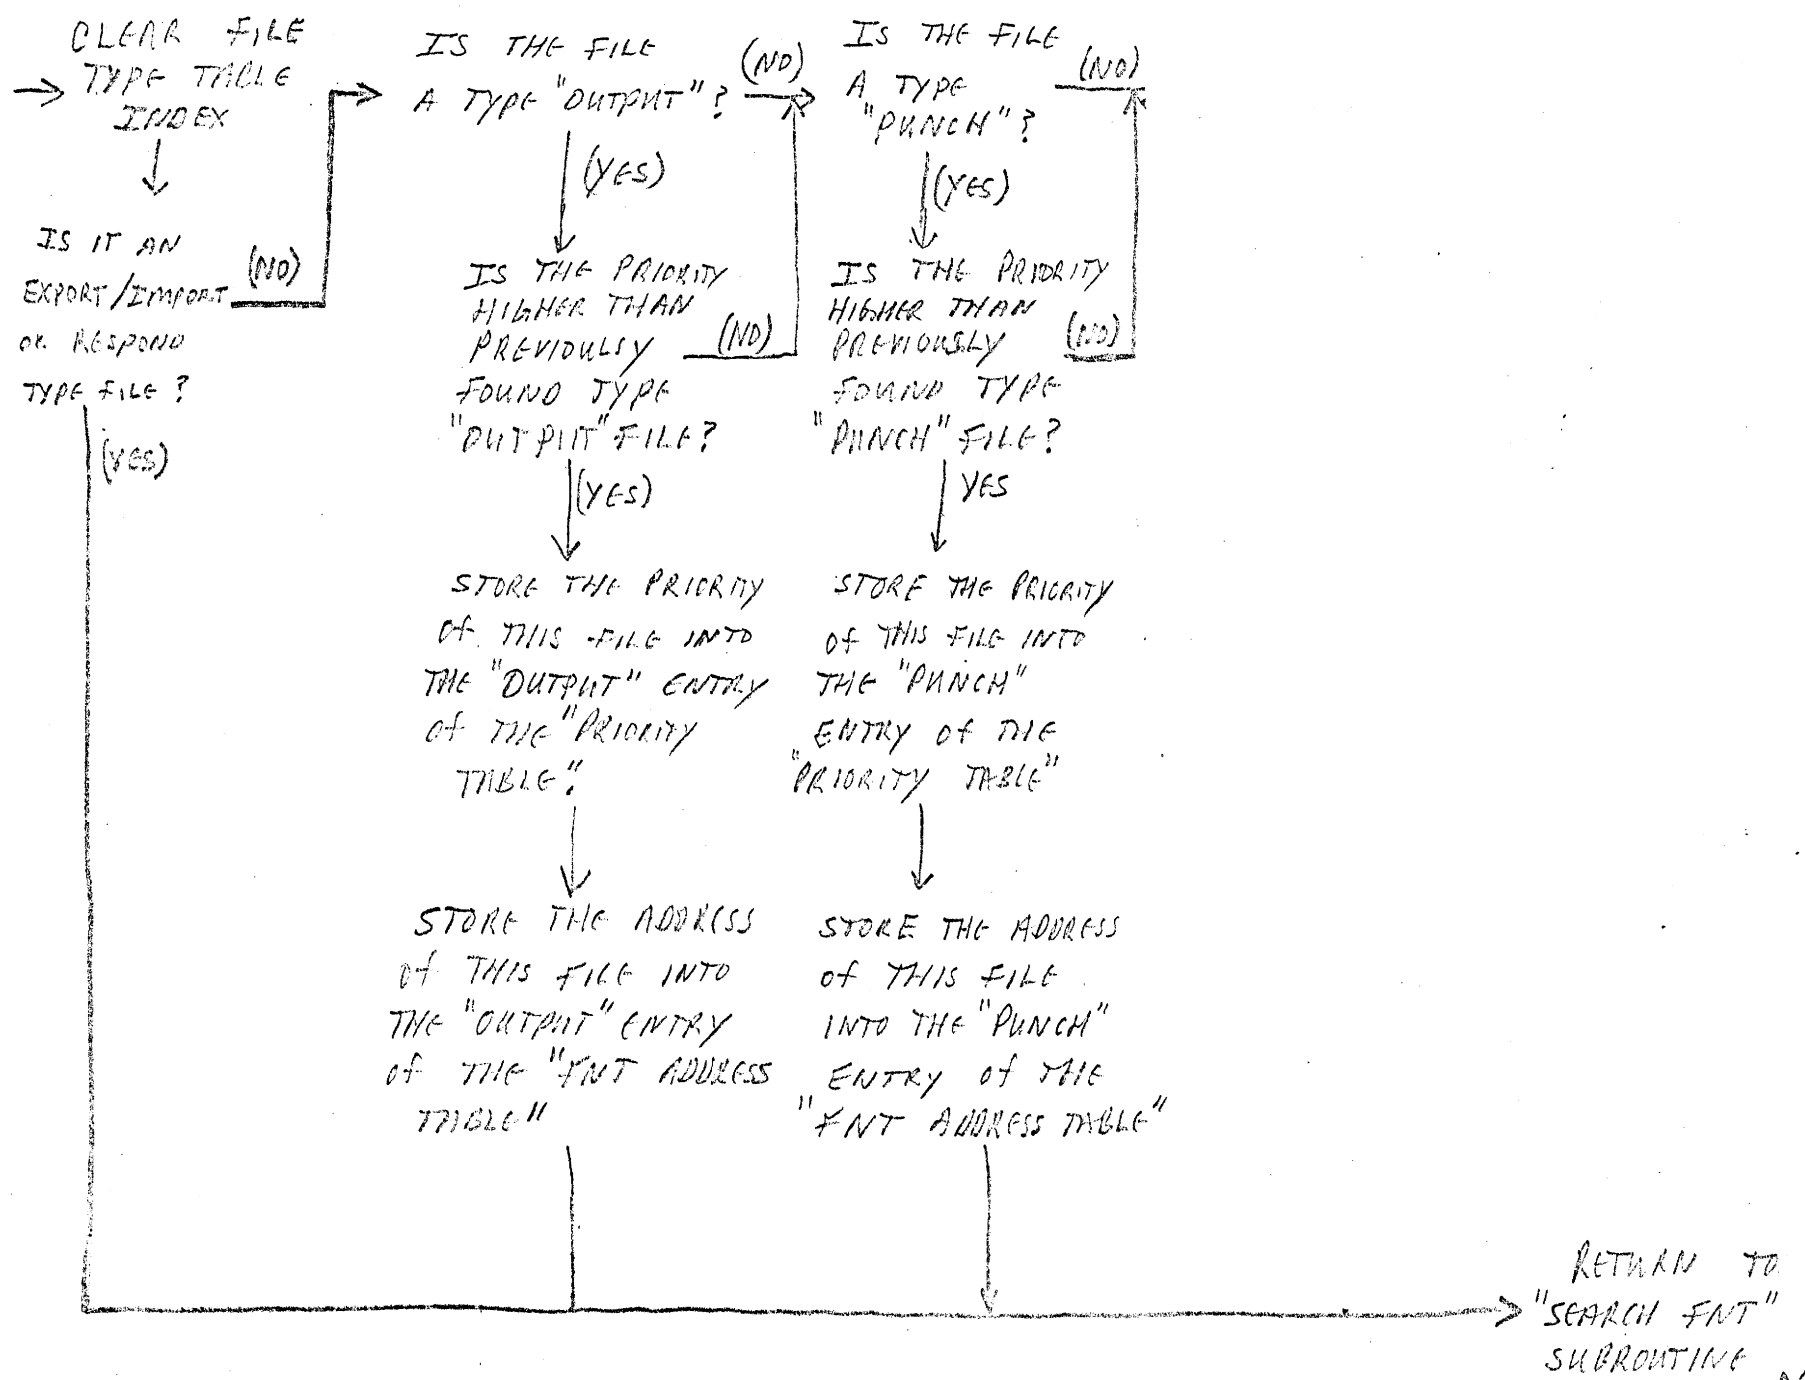 CLEAR FILE
TYPE TABLE
INDEX
IS IT AN
EXPORT/IMPORT
OR RESPOND
TYPE FILE?
(NO)
(YES)
IS THE FILE
A TYPE "OUTPUT"?
(NO)
(YES)
IS THE PRIORITY
HIGHER THAN
PREVIOULSY
FOUND TYPE
"OUTPUT" FILE?
(NO)
(YES)
STORE THE PRIORITY
OF THIS FILE INTO
THE "OUTPUT" ENTRY
OF THE "PRIORITY
TABLE".
STORE THE ADDRESS
OF THIS FILE INTO
THE "OUTPUT" ENTRY
OF THE "FNT ADDRESS
TABLE"
IS THE FILE
A TYPE
"PUNCH"?
(NO)
(YES)
IS THE PRIORITY
HIGHER THAN
PREVIOUSLY
FOUND TYPE
"PUNCH" FILE?
(NO)
YES
STORE THE PRIORITY
OF THIS FILE INTO
THE "PUNCH"
ENTRY OF THE
"PRIORITY TABLE"
STORE THE ADDRESS
OF THIS FILE
INTO THE "PUNCH"
ENTRY OF THE
"FNT ADDRESS TABLE"
RETURN TO
"SEARCH FNT"
SUBROUTINE